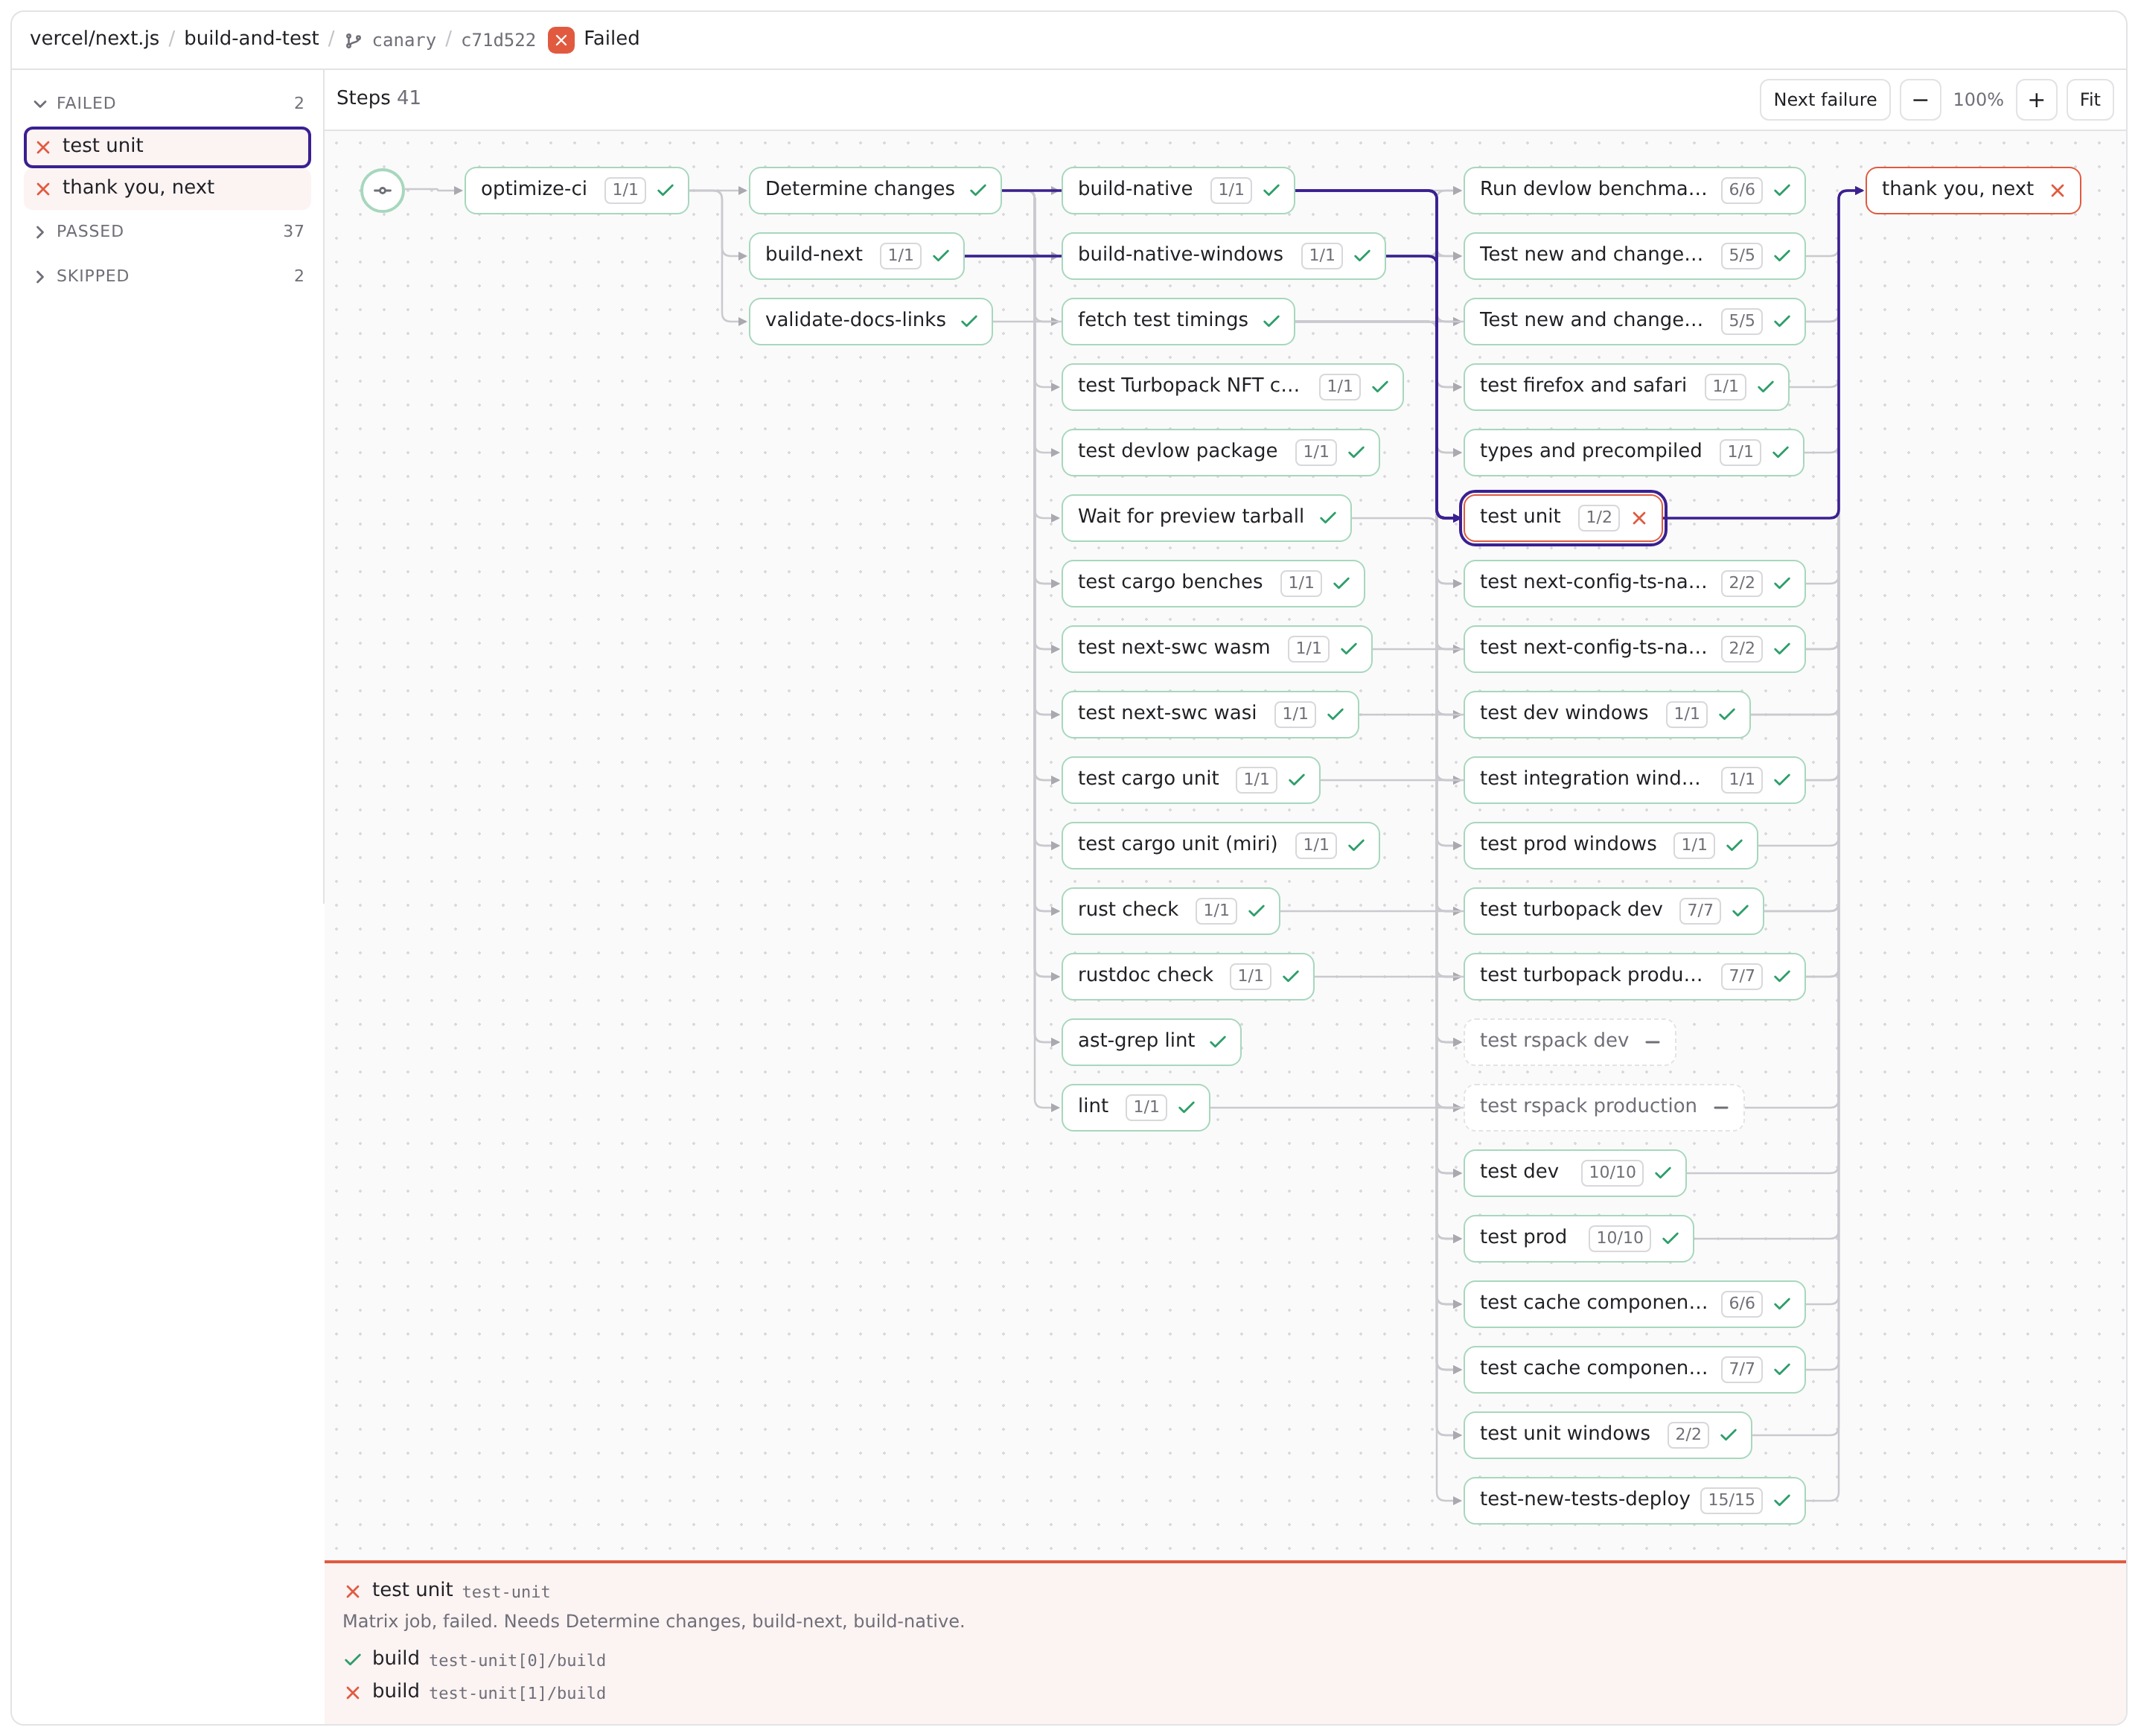 vercel/next.js / build-and-test / canary / c71d522 Failed
FAILED 2
test unit
thank you, next
PASSED 37
SKIPPED 2
Steps 41
Next failure − 100% + Fit
optimize-ci 1/1
Determine changes
build-next 1/1
validate-docs-links
build-native 1/1
build-native-windows 1/1
fetch test timings
test Turbopack NFT c... 1/1
test devlow package 1/1
Wait for preview tarball
test cargo benches 1/1
test next-swc wasm 1/1
test next-swc wasi 1/1
test cargo unit 1/1
test cargo unit (miri) 1/1
rust check 1/1
rustdoc check 1/1
ast-grep lint
lint 1/1
Run devlow benchma... 6/6
Test new and change... 5/5
Test new and change... 5/5
test firefox and safari 1/1
types and precompiled 1/1
test unit 1/2
test next-config-ts-na... 2/2
test next-config-ts-na... 2/2
test dev windows 1/1
test integration wind... 1/1
test prod windows 1/1
test turbopack dev 7/7
test turbopack produ... 7/7
test rspack dev
test rspack production
test dev 10/10
test prod 10/10
test cache componen... 6/6
test cache componen... 7/7
test unit windows 2/2
test-new-tests-deploy 15/15
thank you, next
test unit test-unit
Matrix job, failed. Needs Determine changes, build-next, build-native.
build test-unit[0]/build
build test-unit[1]/build